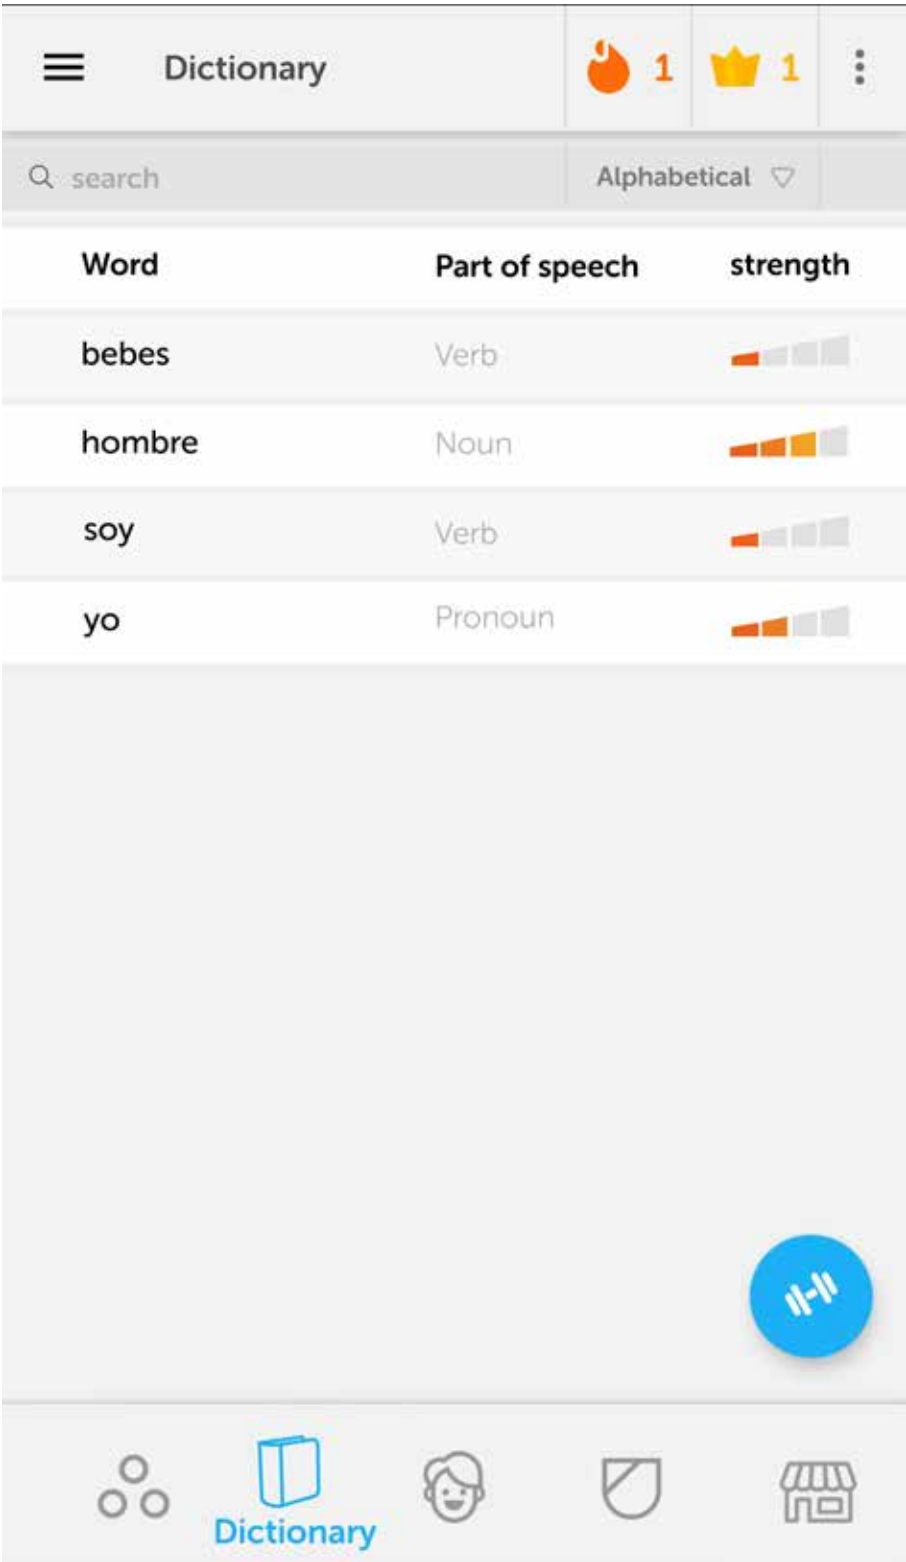 Dictionary 1 1
search Alphabetical
Word Part of speech strength
bebes Verb
hombre Noun
soy Verb
yo Pronoun
Dictionary